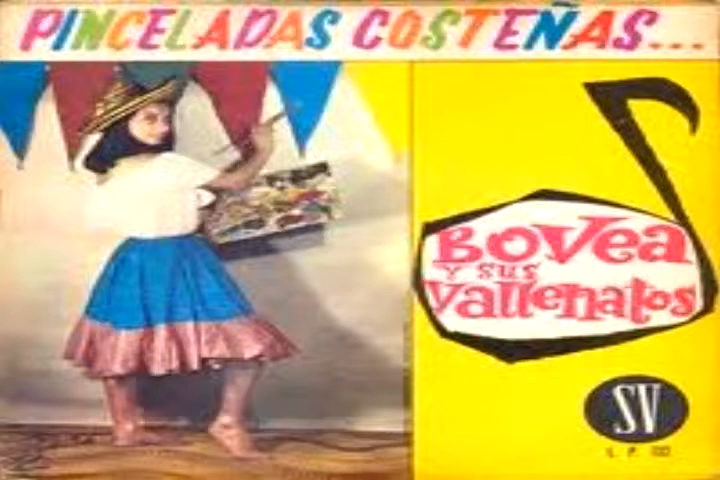 PINCELADAS COSTEÑAS...
BOVEA
Y SUS
Vallenatos
SV
L. P.